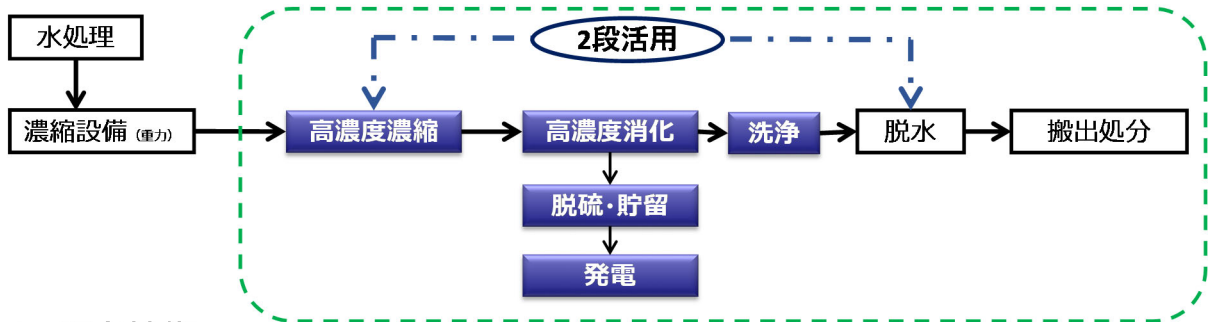 水処理
2段活用
濃縮設備 (重力)
高濃度濃縮
高濃度消化
洗浄
脱水
搬出処分
脱硫・貯留
発電